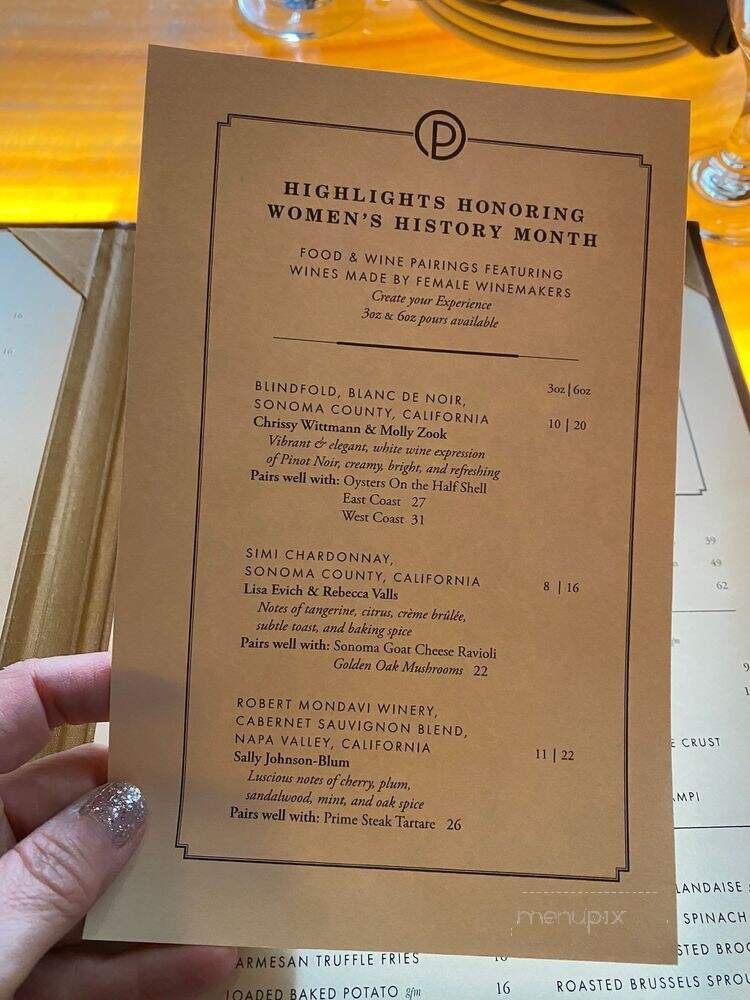 P
HIGHLIGHTS HONORING
WOMEN'S HISTORY MONTH
FOOD & WINE PAIRINGS FEATURING
WINES MADE BY FEMALE WINEMAKERS
Create your Experience
3oz & 6oz pours available
3oz|6oz
BLINDFOLD, BLANC DE NOIR,
SONOMA COUNTY, CALIFORNIA 10 | 20
Chrissy Wittmann & Molly Zook
Vibrant & elegant, white wine expression
of Pinot Noir, creamy, bright, and refreshing
Pairs well with: Oysters On the Half Shell
East Coast 27
West Coast 31
SIMI CHARDONNAY,
SONOMA COUNTY, CALIFORNIA 8 | 16
Lisa Evich & Rebecca Valls
Notes of tangerine, citrus, crème brûlée,
subtle toast, and baking spice
Pairs well with: Sonoma Goat Cheese Ravioli
Golden Oak Mushrooms 22
ROBERT MONDAVI WINERY,
CABERNET SAUVIGNON BLEND,
NAPA VALLEY, CALIFORNIA 11 | 22
Sally Johnson-Blum
Luscious notes of cherry, plum,
sandalwood, mint, and oak spice
Pairs well with: Prime Steak Tartare 26
16
16
39
49
62
E CRUST
MPI
LANDAISE
SPINACH
STED BROC
ROASTED BRUSSELS SPROU
ARMESAN TRUFFLE FRIES
LOADED BAKED POTATO gfm 16
menupix